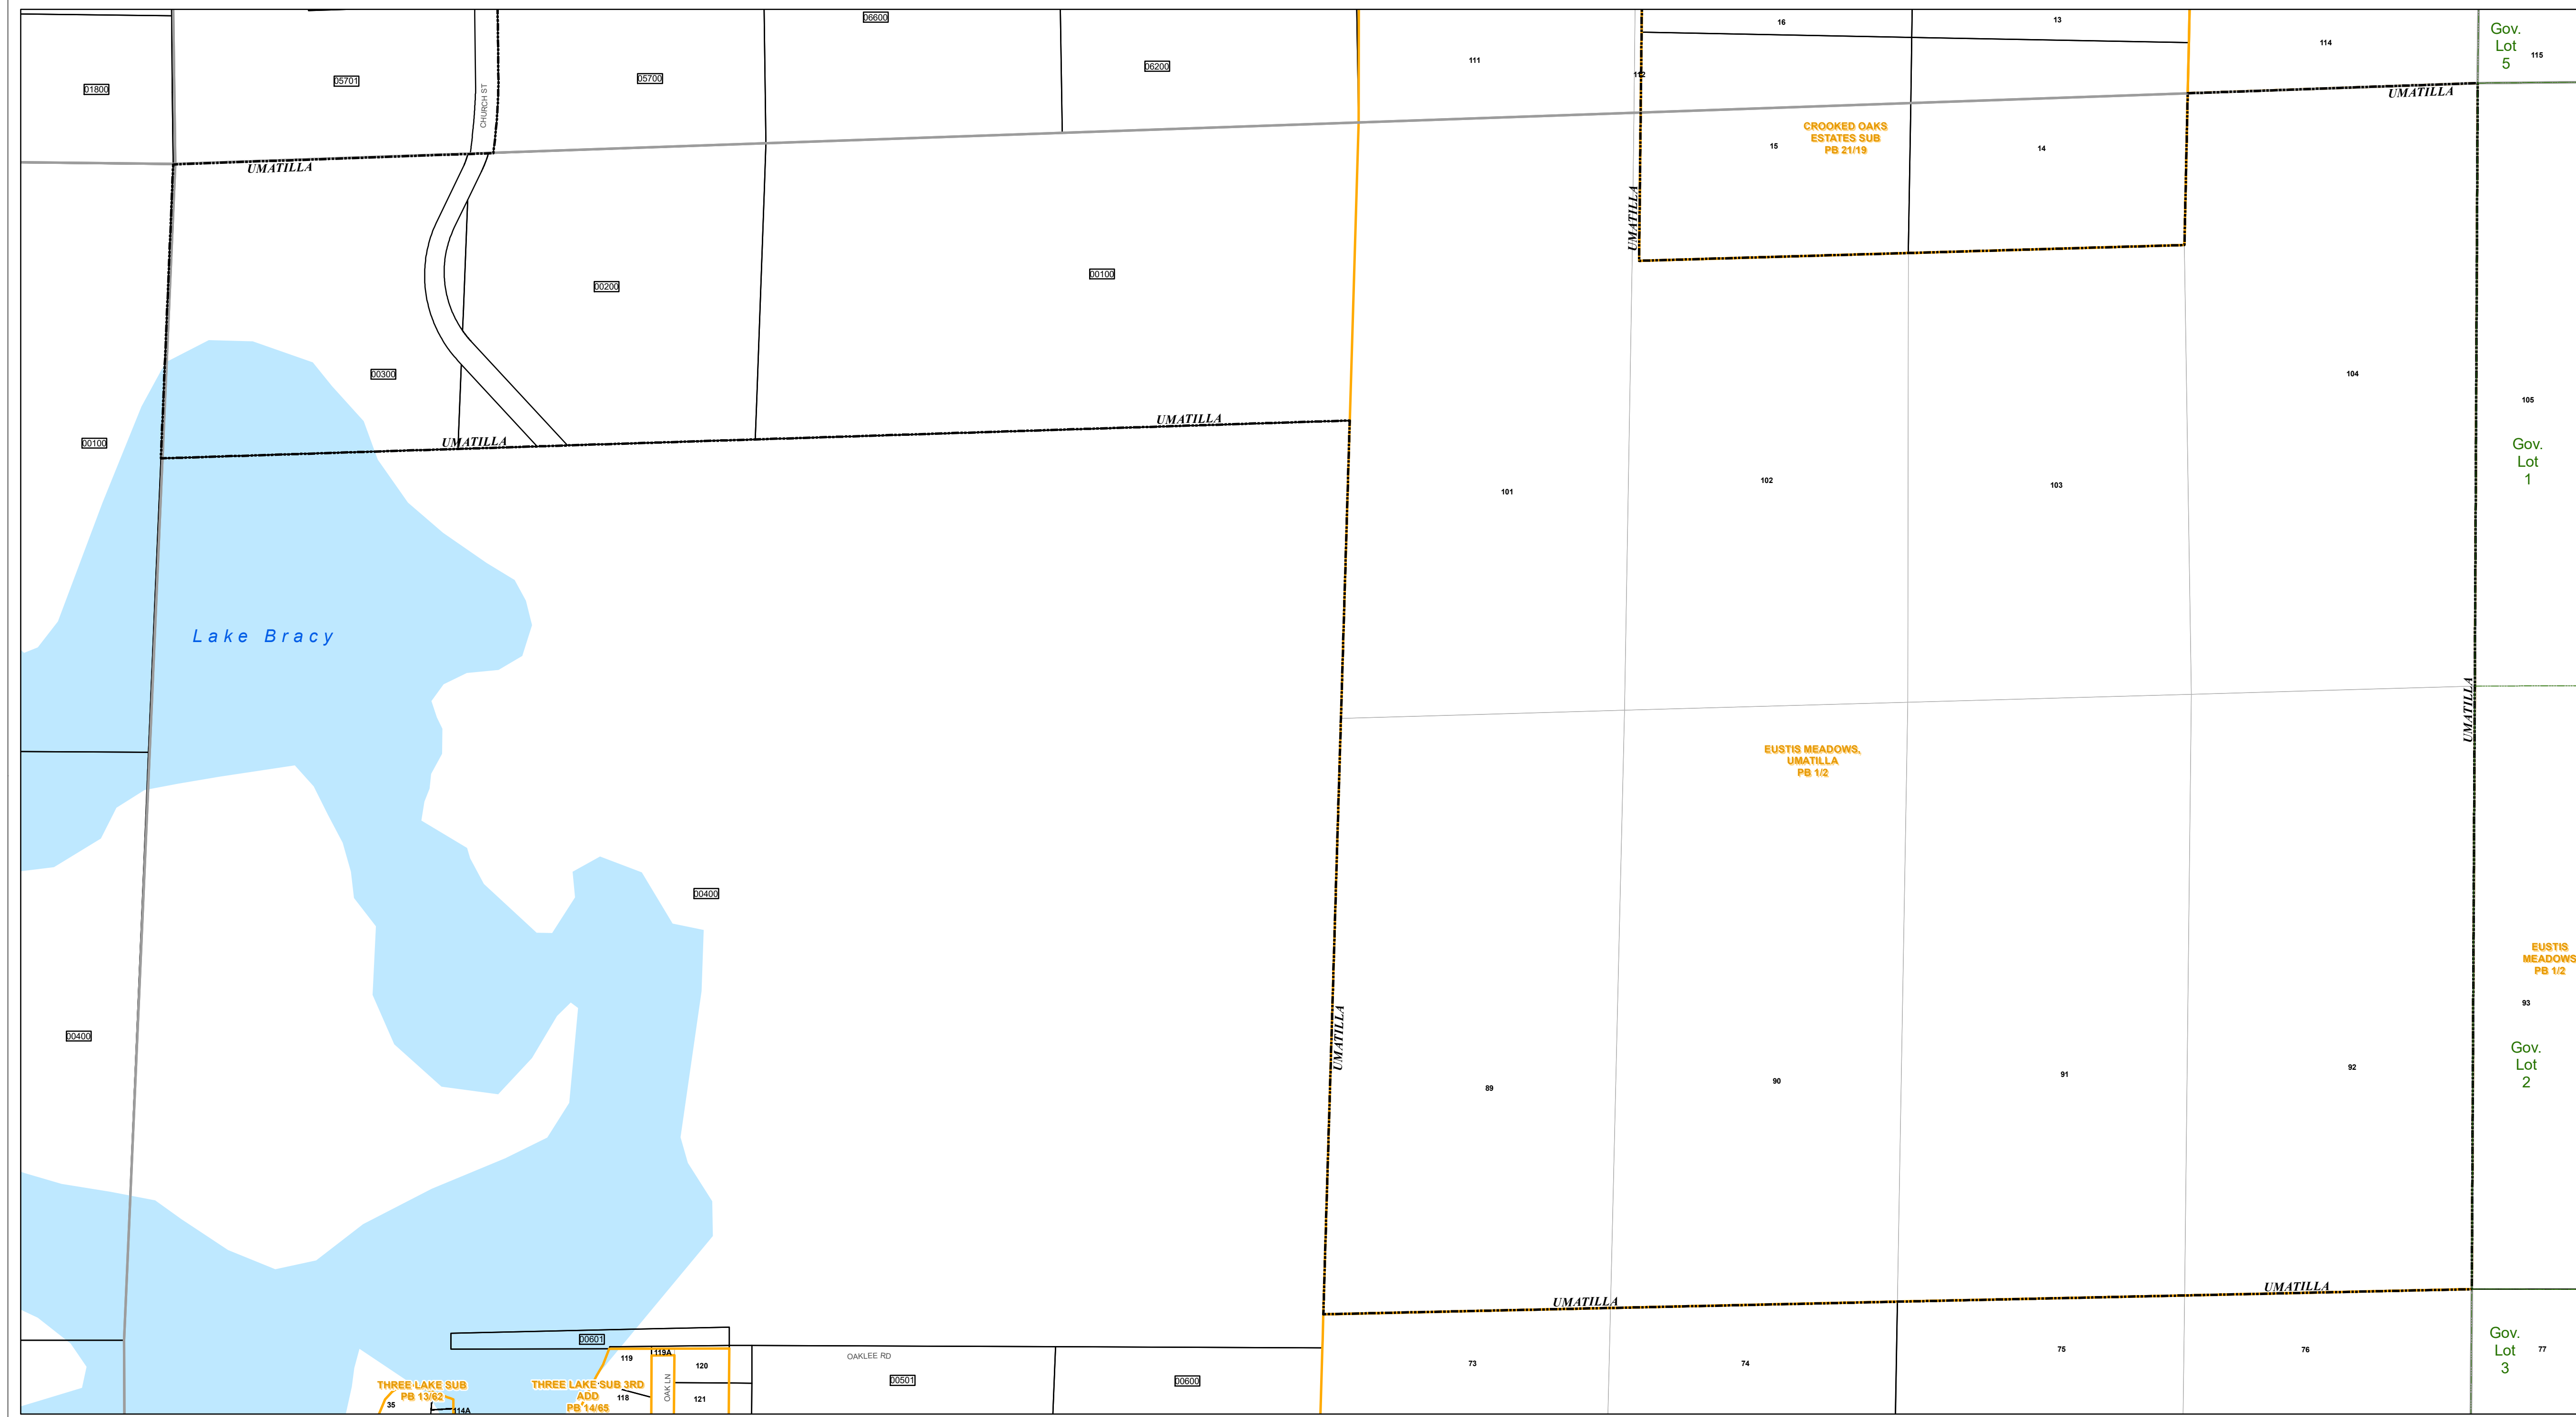 06600
16
13
Gov.
Lot
5
114
115
111
06200
112
05701
05700
01800
CHURCH ST
UMATILLA
CROOKED OAKS
ESTATES SUB
PB 21/19
15
14
UMATILLA
UMATILLA
00100
00200
00300
104
105
UMATILLA
UMATILLA
00100
Gov.
Lot
1
102
103
101
Lake Bracy
UMATILLA
EUSTIS MEADOWS,
UMATILLA
PB 1/2
00400
EUSTIS
MEADOWS
PB 1/2
93
00400
UMATILLA
Gov.
Lot
2
92
91
90
89
UMATILLA
UMATILLA
00601
Gov.
Lot
3
77
76
75
74
73
OAKLEE RD
119
119A
120
00501
00600
THREE LAKE SUB
PB 13/62
THREE LAKE SUB 3RD
ADD
PB 14/65
OAK LN
118
121
35
114A